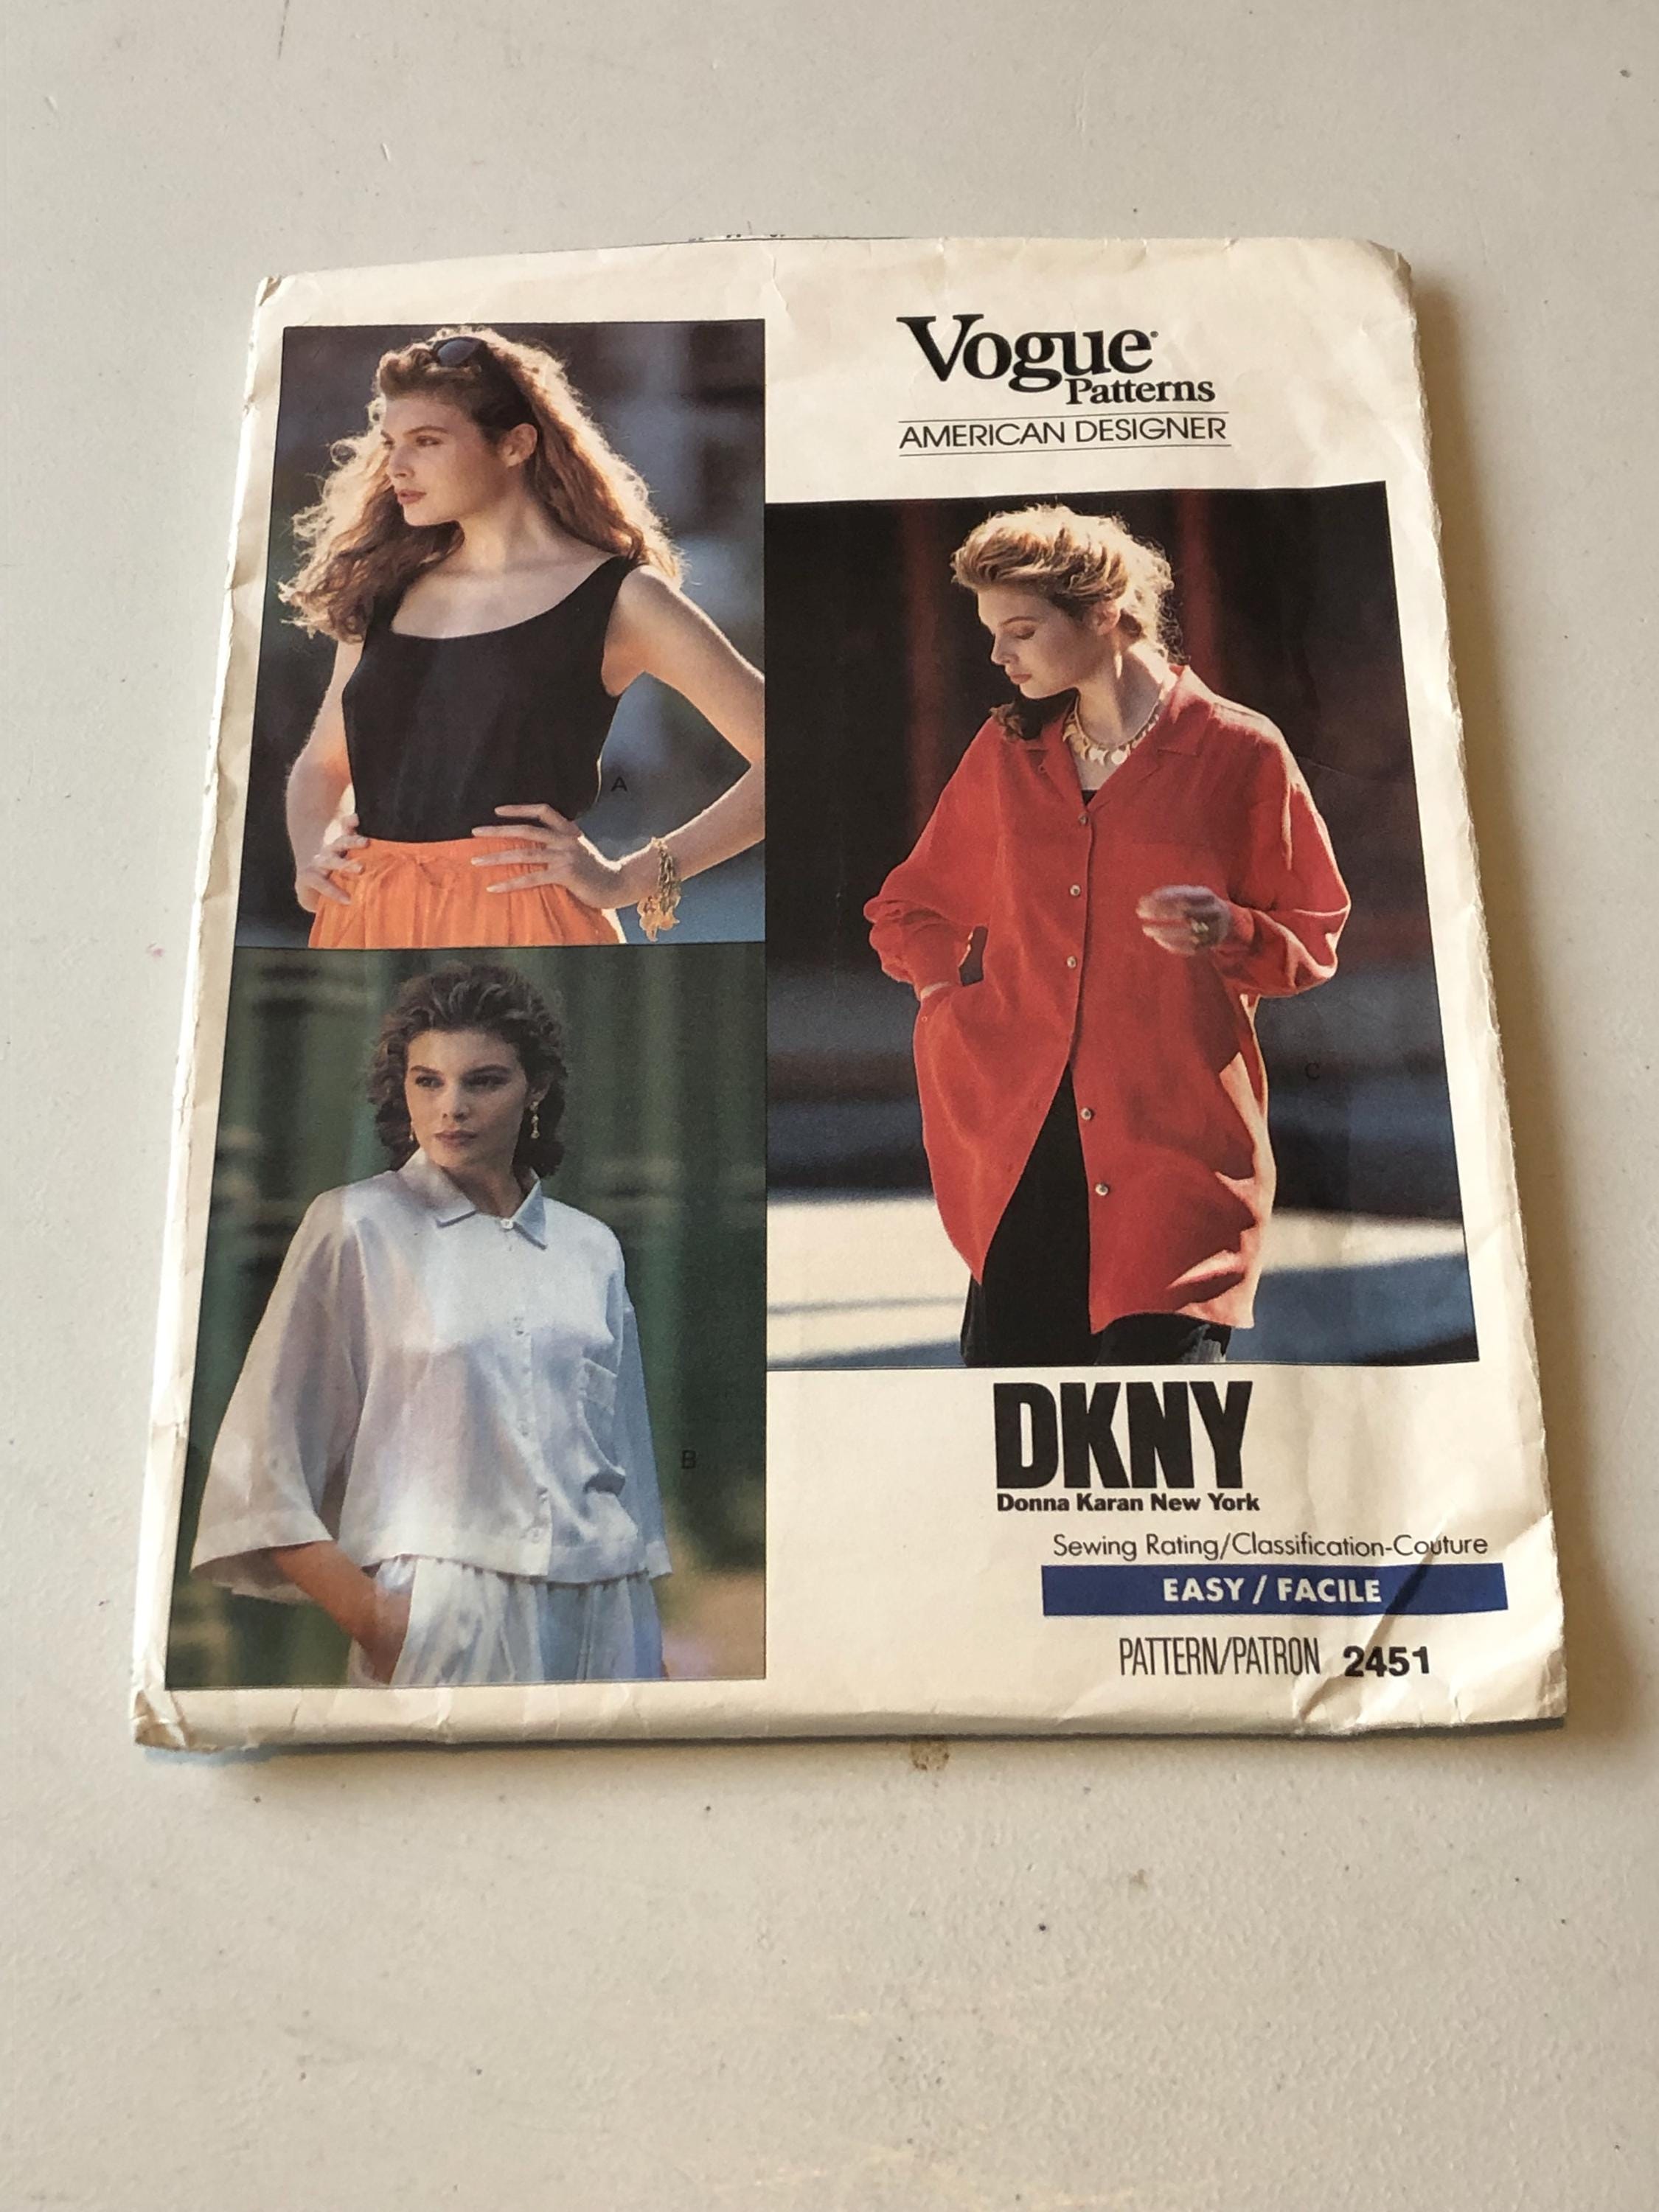 Vogue
Patterns
AMERICAN DESIGNER
A
C
B
DKNY
Donna Karan New York
Sewing Rating/Classification-Couture
EASY / FACILE
PATTERN/PATRON 2451